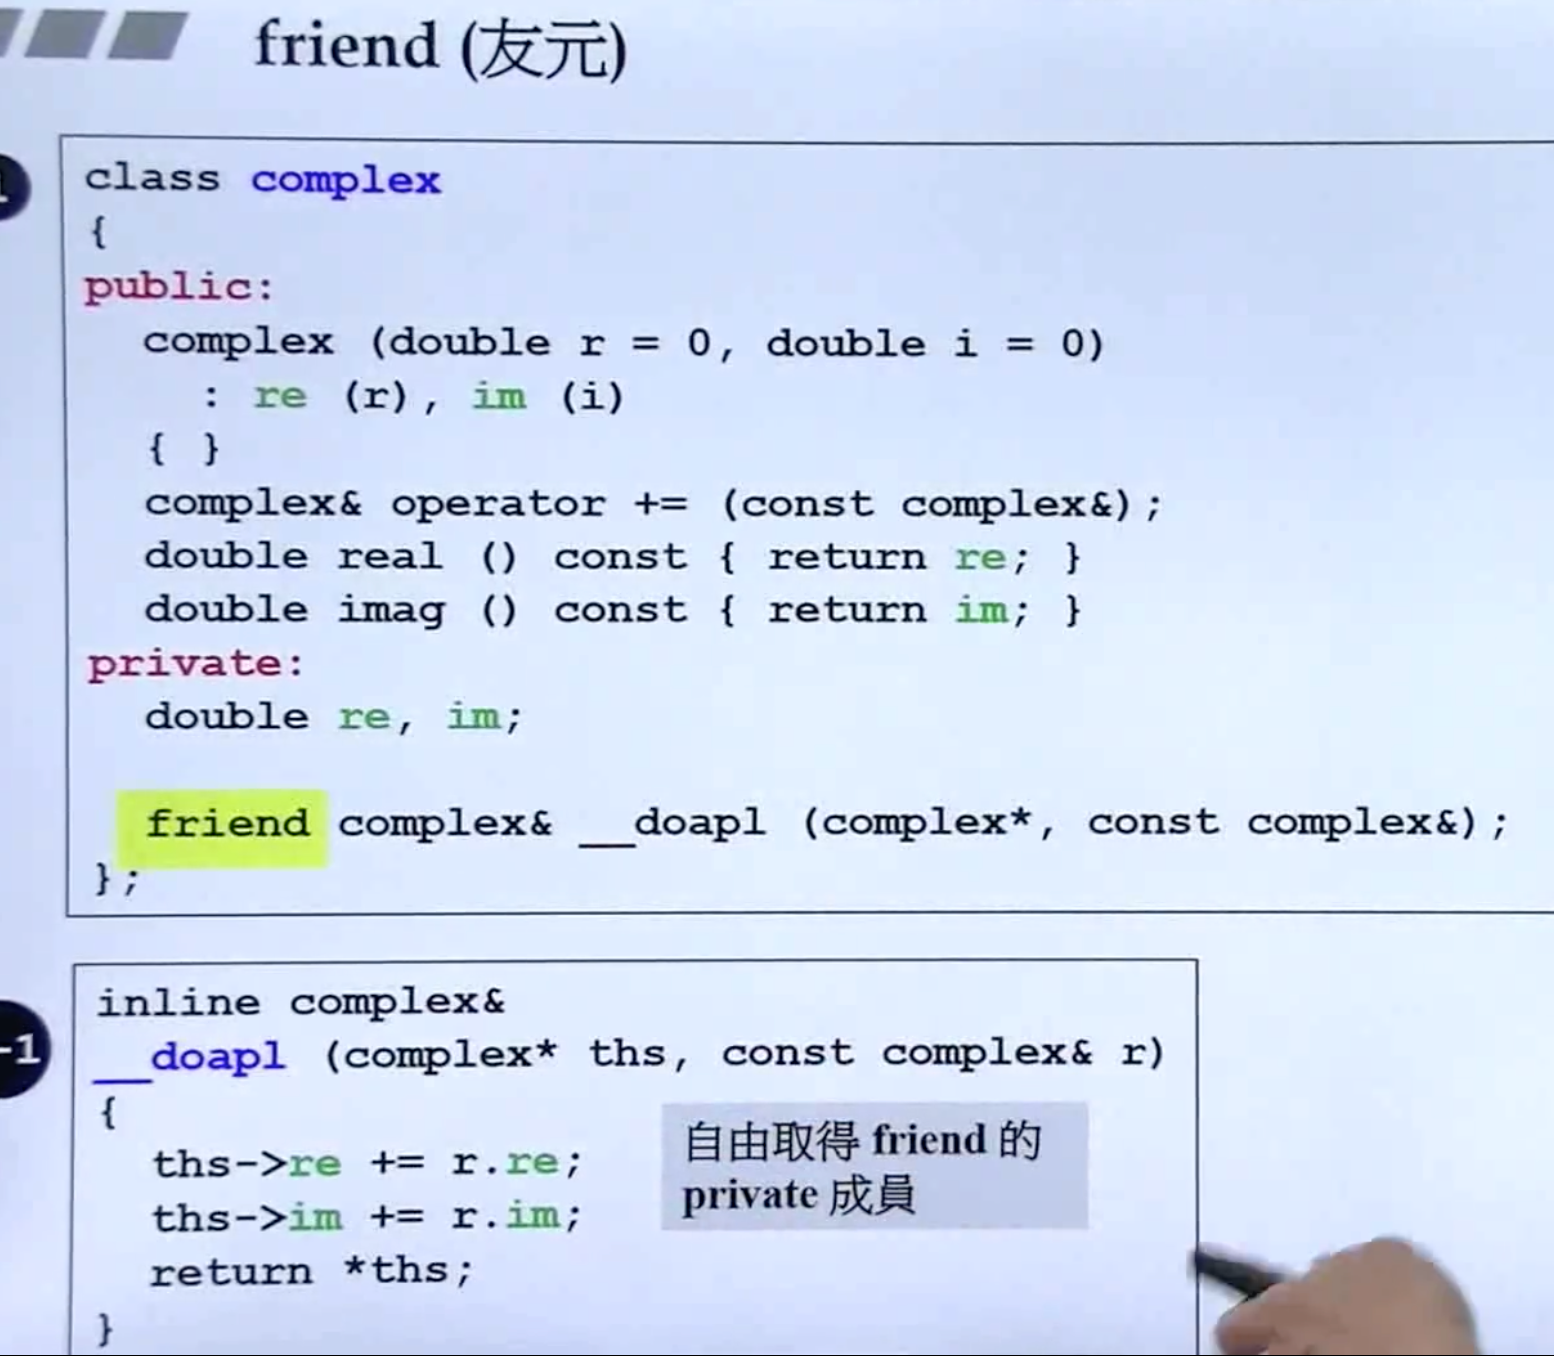 friend (友元)
1
class complex
{
public:
complex (double r = 0, double i = 0)
: re (r), im (i)
{ }
complex& operator += (const complex&);
double real () const { return re; }
double imag () const { return im; }
private:
double re, im;
friend complex& __doapl (complex*, const complex&);
};
-1
inline complex&
__doapl (complex* ths, const complex& r)
{
ths->re += r.re;
ths->im += r.im;
return *ths;
}
自由取得 friend 的
private 成員